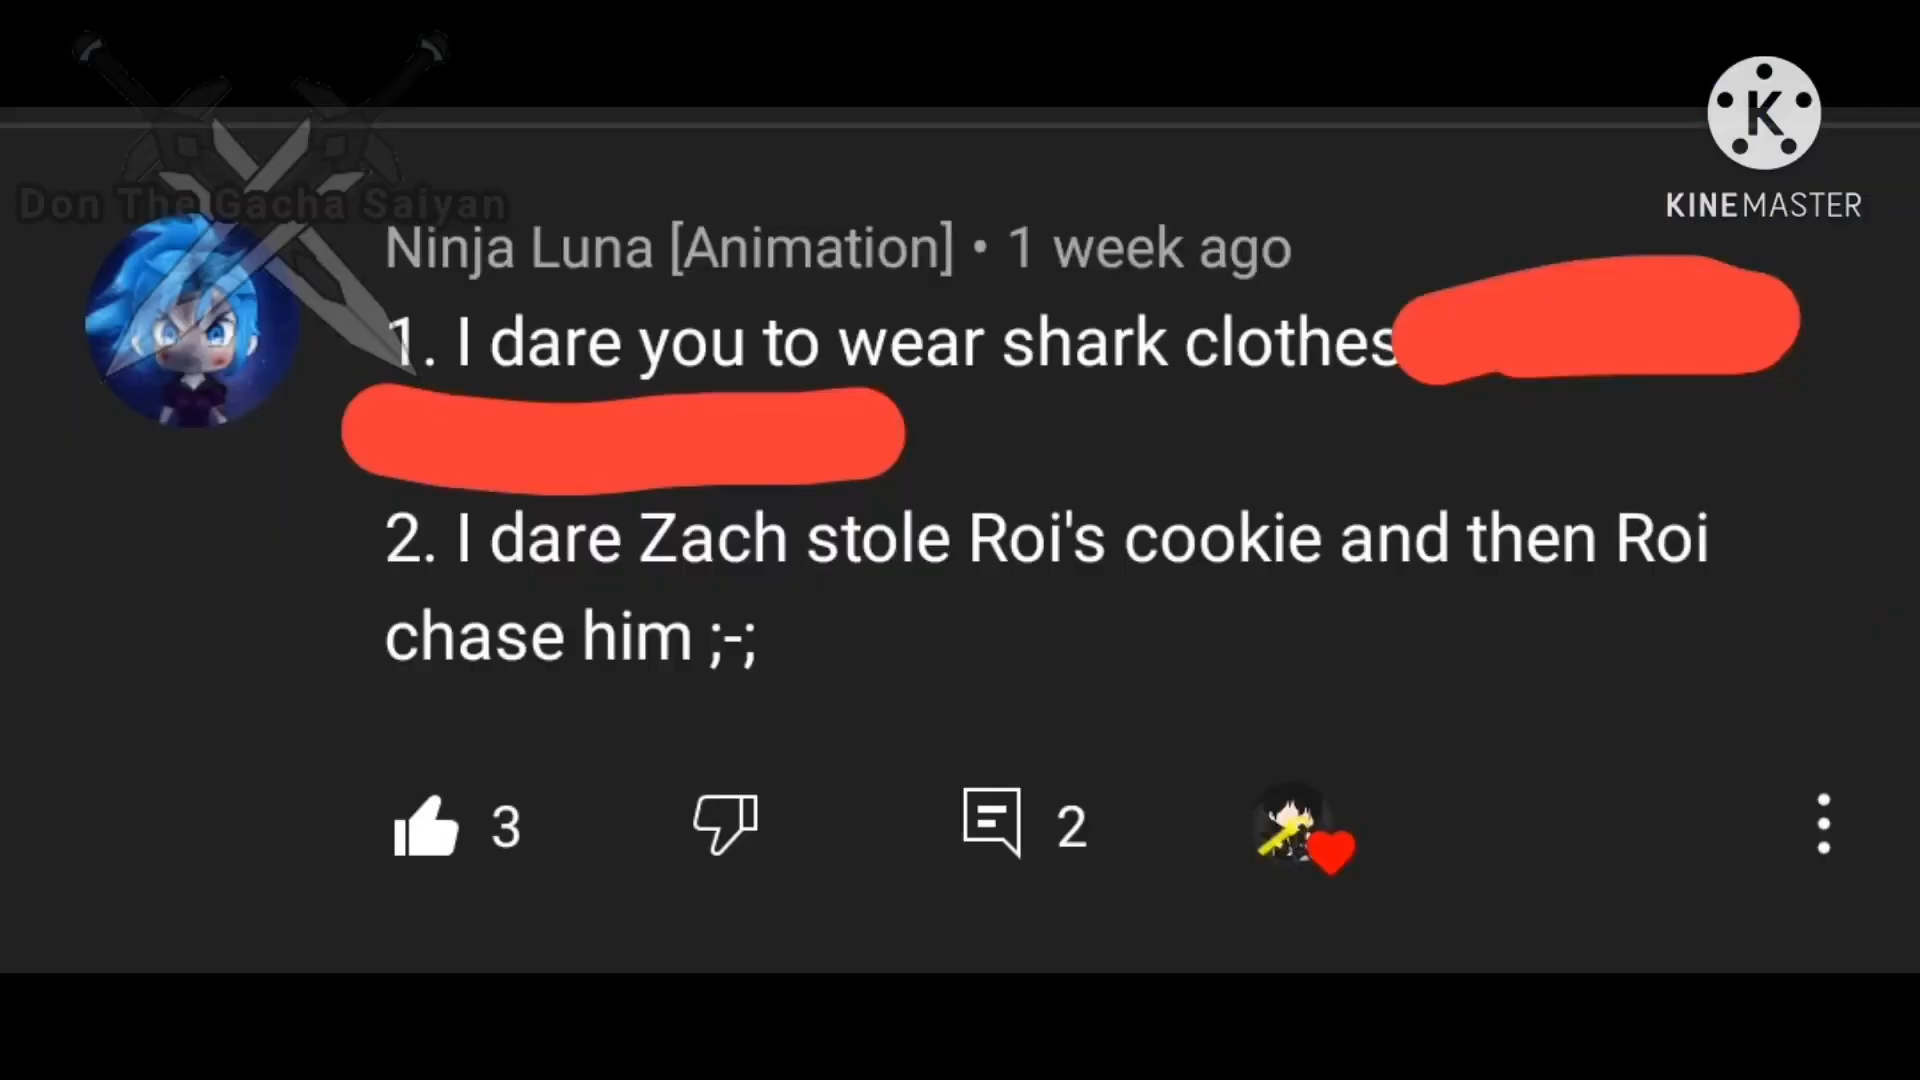 K
KINEMASTER
Don The Gacha Saiyan
Ninja Luna [Animation] • 1 week ago
1. I dare you to wear shark clothes
2. I dare Zach stole Roi's cookie and then Roi
chase him ;-;
3
2